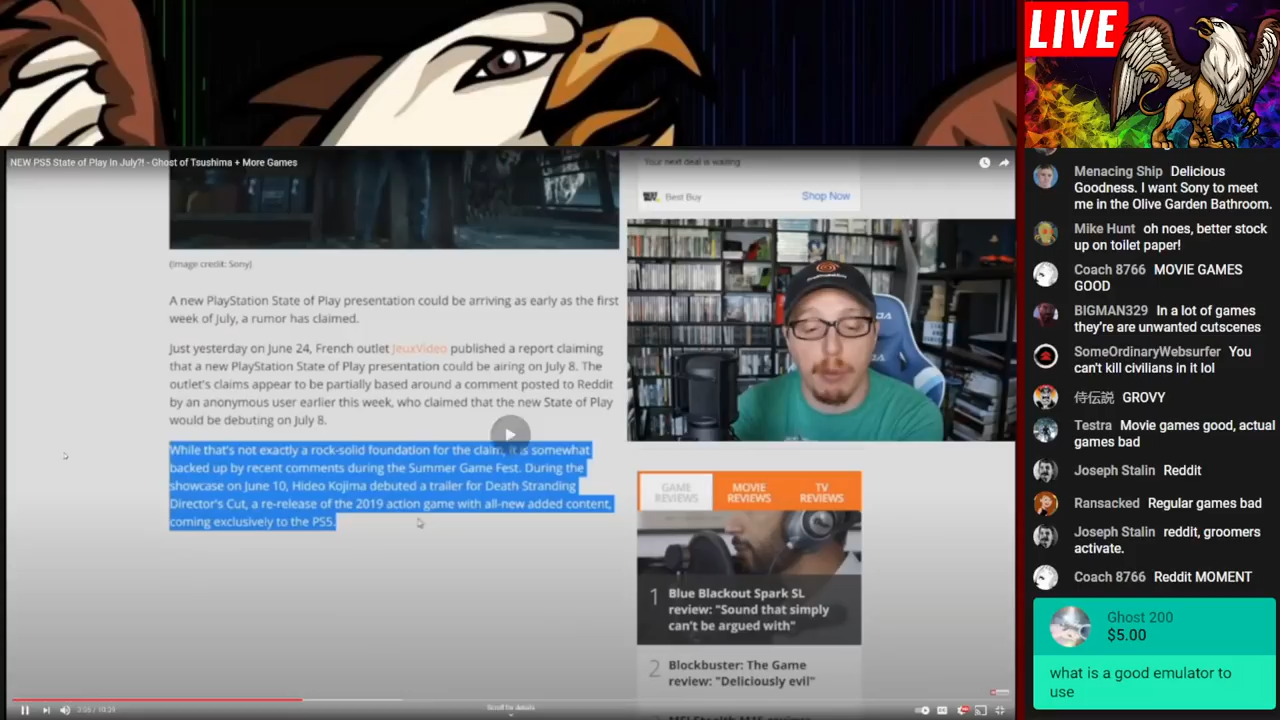 NEW PS5 State of Play In July?! - Ghost of Tsushima + More Games
Your next deal is waiting
Best Buy
Shop Now
(Image credit: Sony)
A new PlayStation State of Play presentation could be arriving as early as the first
week of July, a rumor has claimed.
Just yesterday on June 24, French outlet JeuxVideo published a report claiming
that a new PlayStation State of Play presentation could be airing on July 8. The
outlet's claims appear to be partially based around a comment posted to Reddit
by an anonymous user earlier this week, who claimed that the new State of Play
would be debuting on July 8.
While that's not exactly a rock-solid foundation for the claim, it is somewhat
backed up by recent comments during the Summer Game Fest. During the
showcase on June 10, Hideo Kojima debuted a trailer for Death Stranding
Director's Cut, a re-release of the 2019 action game with all-new added content,
coming exclusively to the PS5.
GAME
REVIEWS
MOVIE
REVIEWS
TV
REVIEWS
1 Blue Blackout Spark SL
review: "Sound that simply
can't be argued with"
2 Blockbuster: The Game
review: "Deliciously evil"
Scroll for details
LIVE
Menacing Ship Delicious
Goodness. I want Sony to meet
me in the Olive Garden Bathroom.
Mike Hunt oh noes, better stock
up on toilet paper!
Coach 8766 MOVIE GAMES
GOOD
BIGMAN329 In a lot of games
they're are unwanted cutscenes
SomeOrdinaryWebsurfer You
can't kill civilians in it lol
侍伝説 GROVY
Testra Movie games good, actual
games bad
Joseph Stalin Reddit
Ransacked Regular games bad
Joseph Stalin reddit, groomers
activate.
Coach 8766 Reddit MOMENT
Ghost 200
$5.00
what is a good emulator to
use